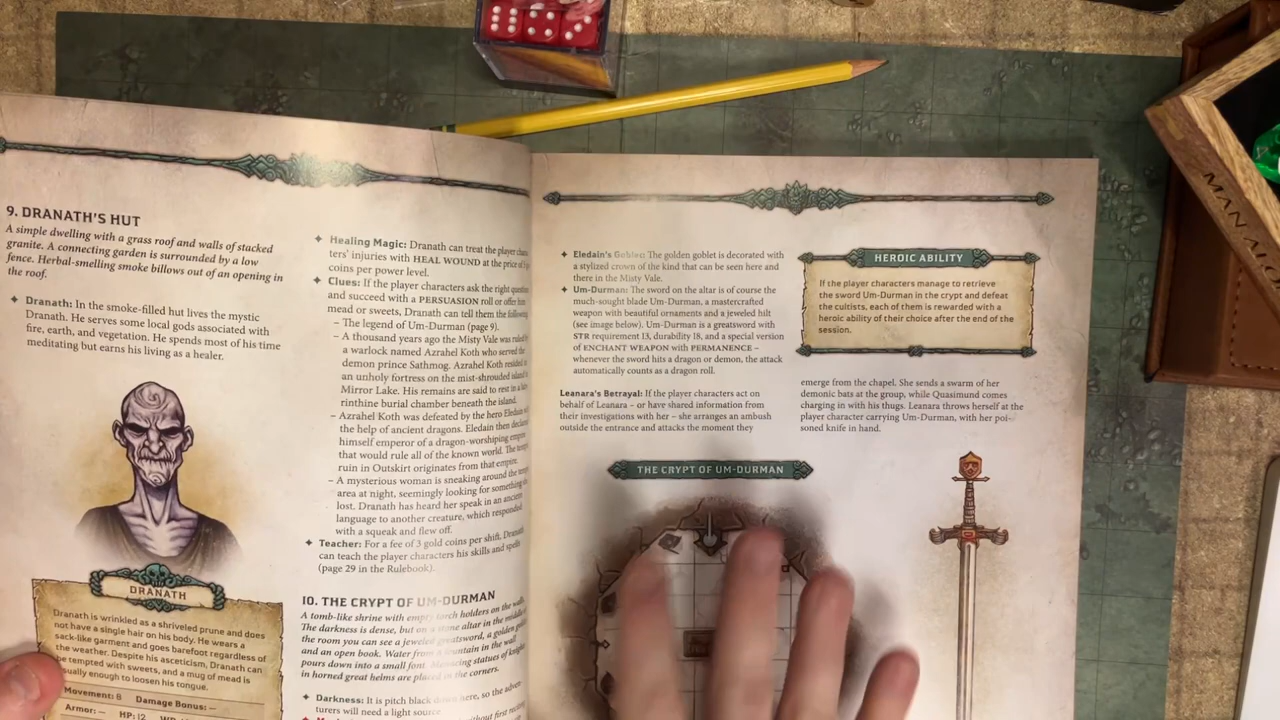 9. DRANATH'S HUT
A simple dwelling with a grass roof and walls of stacked
granite. A connecting garden is surrounded by a low
fence. Herbal-smelling smoke billows out of an opening in
the roof.
Dranath: In the smoke-filled hut lives the mystic
Dranath. He serves some local gods associated with
fire, earth, and vegetation. He spends most of his time
meditating but earns his living as a healer.
DRANATH
Dranath is wrinkled as a shriveled prune and does
not have a single hair on his body. He wears a
sack-like garment and goes barefoot regardless of
the weather. Despite his asceticism, Dranath can
be tempted with sweets, and a mug of mead is
usually enough to loosen his tongue.
Movement: 8 Damage Bonus: –
Armor: – HP: 12
Healing Magic: Dranath can treat the player
ters' injuries with HEAL WOUND at the price of
coins per power level.
Clues: If the player characters ask the right
and succeed with a PERSUASION roll or offer him
mead or sweets, Dranath can tell them the following:
– The legend of Um-Durman (page 9).
– A thousand years ago the Misty Vale was ruled
a warlock named Azrahel Koth who served the
demon prince Sathmog. Azrahel Koth resided in
an unholy fortress on the mist-shrouded island in
Mirror Lake. His remains are said to rest in a
rinthine burial chamber beneath the island.
– Azrahel Koth was defeated by the hero Eledain
the help of ancient dragons. Eledain then
himself emperor of a dragon-worshiping empire
that would rule all of the known world. The
ruin in Outskirt originates from that empire.
– A mysterious woman is sneaking around the
area at night, seemingly looking for something
lost. Dranath has heard her speak in an ancient
language to another creature, which responded
with a squeak and flew off.
Teacher: For a fee of 3 gold coins per shift, Dranath
can teach the player characters his skills and spells
(page 29 in the Rulebook).
10. THE CRYPT OF UM-DURMAN
A tomb-like shrine with empty torch holders on the walls.
The darkness is dense, but on a stone altar in the middle of
the room you can see a jeweled greatsword, a golden
and an open book. Water from a fountain in the wall
pours down into a small font. Menacing statues of knights
in horned great helms are placed in the corners.
Darkness: It is pitch black down here, so the adven-
turers will need a light source
Eledain's Goblet: The golden goblet is decorated with
a stylized crown of the kind that can be seen here and
there in the Misty Vale.
Um-Durman: The sword on the altar is of course the
much-sought blade Um-Durman, a mastercrafted
weapon with beautiful ornaments and a jeweled hilt
(see image below). Um-Durman is a greatsword with
STR requirement 13, durability 18, and a special version
of ENCHANT WEAPON with PERMANENCE –
whenever the sword hits a dragon or demon, the attack
automatically counts as a dragon roll.
Leanara's Betrayal: If the player characters act on
behalf of Leanara – or have shared information from
their investigations with her – she arranges an ambush
outside the entrance and attacks the moment they
HEROIC ABILITY
If the player characters manage to retrieve
the sword Um-Durman in the crypt and defeat
the cultists, each of them is rewarded with a
heroic ability of their choice after the end of the
session.
emerge from the chapel. She sends a swarm of her
demonic bats at the group, while Quasimund comes
charging in with his thugs. Leanara throws herself at the
player character carrying Um-Durman, with her poi-
soned knife in hand.
THE CRYPT OF UM-DURMAN